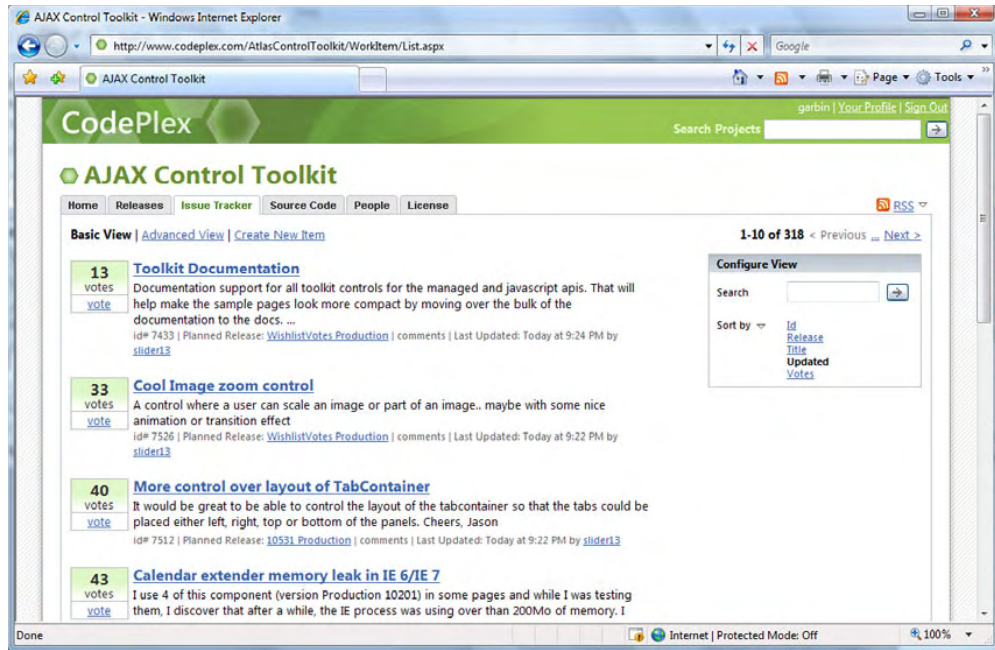 AJAX Control Toolkit - Windows Internet Explorer
http://www.codeplex.com/AtlasControlToolkit/WorkItem/List.aspx
Google
AJAX Control Toolkit
Page
Tools
CodePlex
garbin | Your Profile | Sign Out
Search Projects
AJAX Control Toolkit
Home Releases Issue Tracker Source Code People License
RSS
Basic View | Advanced View | Create New Item
1-10 of 318 < Previous ... Next >
13
votes
vote
Toolkit Documentation
Documentation support for all toolkit controls for the managed and javascript apis. That will
help make the sample pages look more compact by moving over the bulk of the
documentation to the docs. ...
id# 7433 | Planned Release: WishlistVotes Production | comments | Last Updated: Today at 9:24 PM by
slider13
Configure View
Search
Sort by
Id
Release
Title
Updated
Votes
33
votes
vote
Cool Image zoom control
A control where a user can scale an image or part of an image.. maybe with some nice
animation or transition effect
id# 7526 | Planned Release: WishlistVotes Production | comments | Last Updated: Today at 9:22 PM by
slider13
40
votes
vote
More control over layout of TabContainer
It would be great to be able to control the layout of the tabcontainer so that the tabs could be
placed either left, right, top or bottom of the panels. Cheers, Jason
id# 7512 | Planned Release: 10531 Production | comments | Last Updated: Today at 9:22 PM by slider13
43
votes
vote
Calendar extender memory leak in IE 6/IE 7
I use 4 of this component (version Production 10201) in some pages and while I was testing
them, I discover that after a while, the IE process was using over 200Mo of memory. I
Done
Internet | Protected Mode: Off
100%